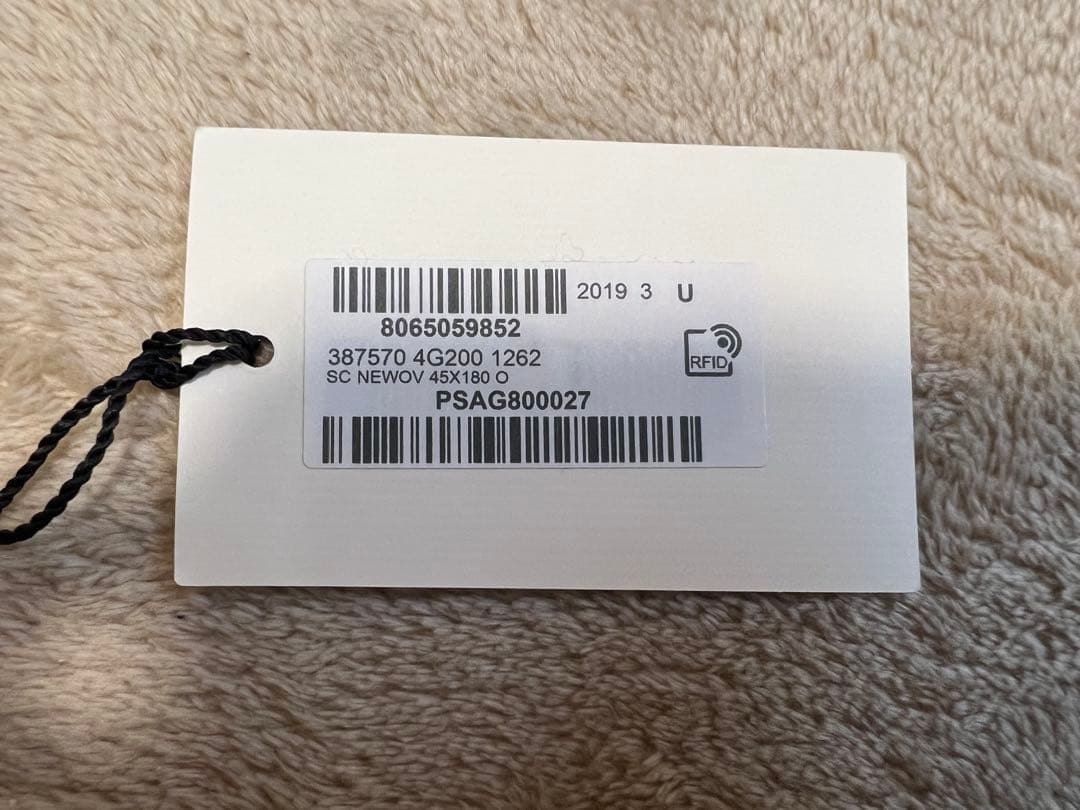 2019 3 U
8065059852
387570 4G200 1262
RFID
SC NEWOV 45X180 O
PSAG800027